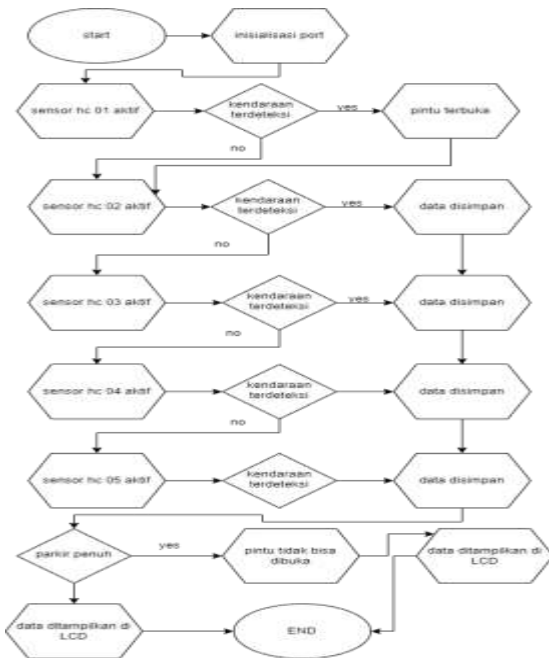 start
inisialisasi port
sensor hc 01 aktif
kendaraan
terdeteksi
yes
pintu terbuka
no
sensor hc 02 aktif
kendaraan
terdeteksi
yes
data disimpan
no
sensor hc 03 aktif
kendaraan
terdeteksi
yes
data disimpan
no
sensor hc 04 aktif
kendaraan
terdeteksi
data disimpan
no
sensor hc 05 aktif
kendaraan
terdeteksi
data disimpan
parkir penuh
yes
pintu tidak bisa
dibuka
data ditampilkan di
LCD
data ditampilkan di
LCD
END